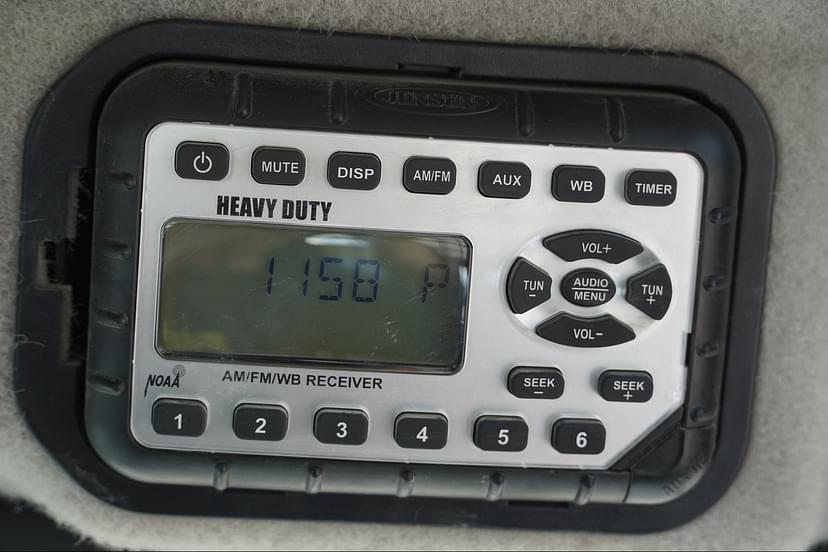 JENSEN
MUTE DISP AM/FM AUX WB TIMER
HEAVY DUTY
1158 P
VOL+
TUN − AUDIO MENU TUN +
VOL−
NOAA
AM/FM/WB RECEIVER
SEEK − SEEK +
1 2 3 4 5 6